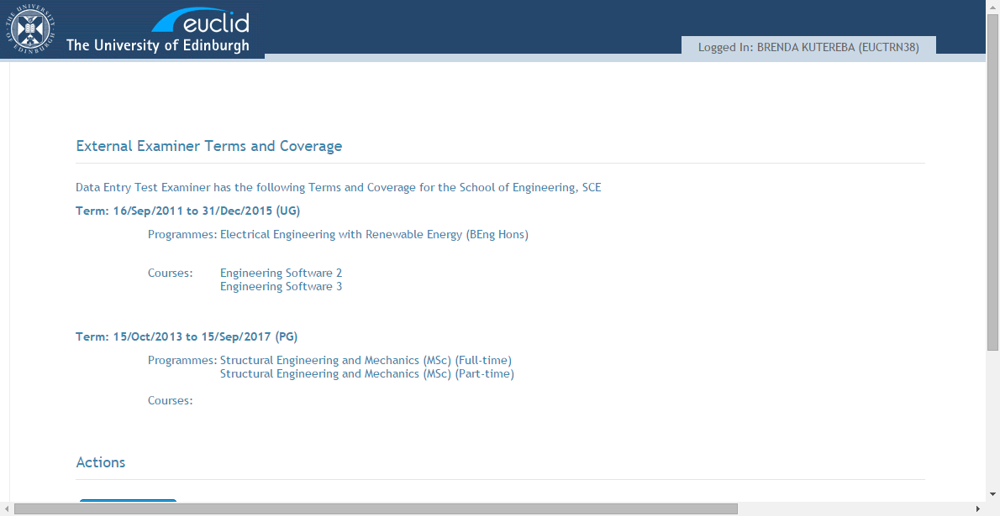 THE UNIVERSITY OF EDINBURGH
euclid
The University of Edinburgh
Logged In: BRENDA KUTEREBA (EUCTRN38)
External Examiner Terms and Coverage
Data Entry Test Examiner has the following Terms and Coverage for the School of Engineering, SCE
Term: 16/Sep/2011 to 31/Dec/2015 (UG)
Programmes: Electrical Engineering with Renewable Energy (BEng Hons)
Courses: Engineering Software 2
Engineering Software 3
Term: 15/Oct/2013 to 15/Sep/2017 (PG)
Programmes: Structural Engineering and Mechanics (MSc) (Full-time)
Structural Engineering and Mechanics (MSc) (Part-time)
Courses:
Actions